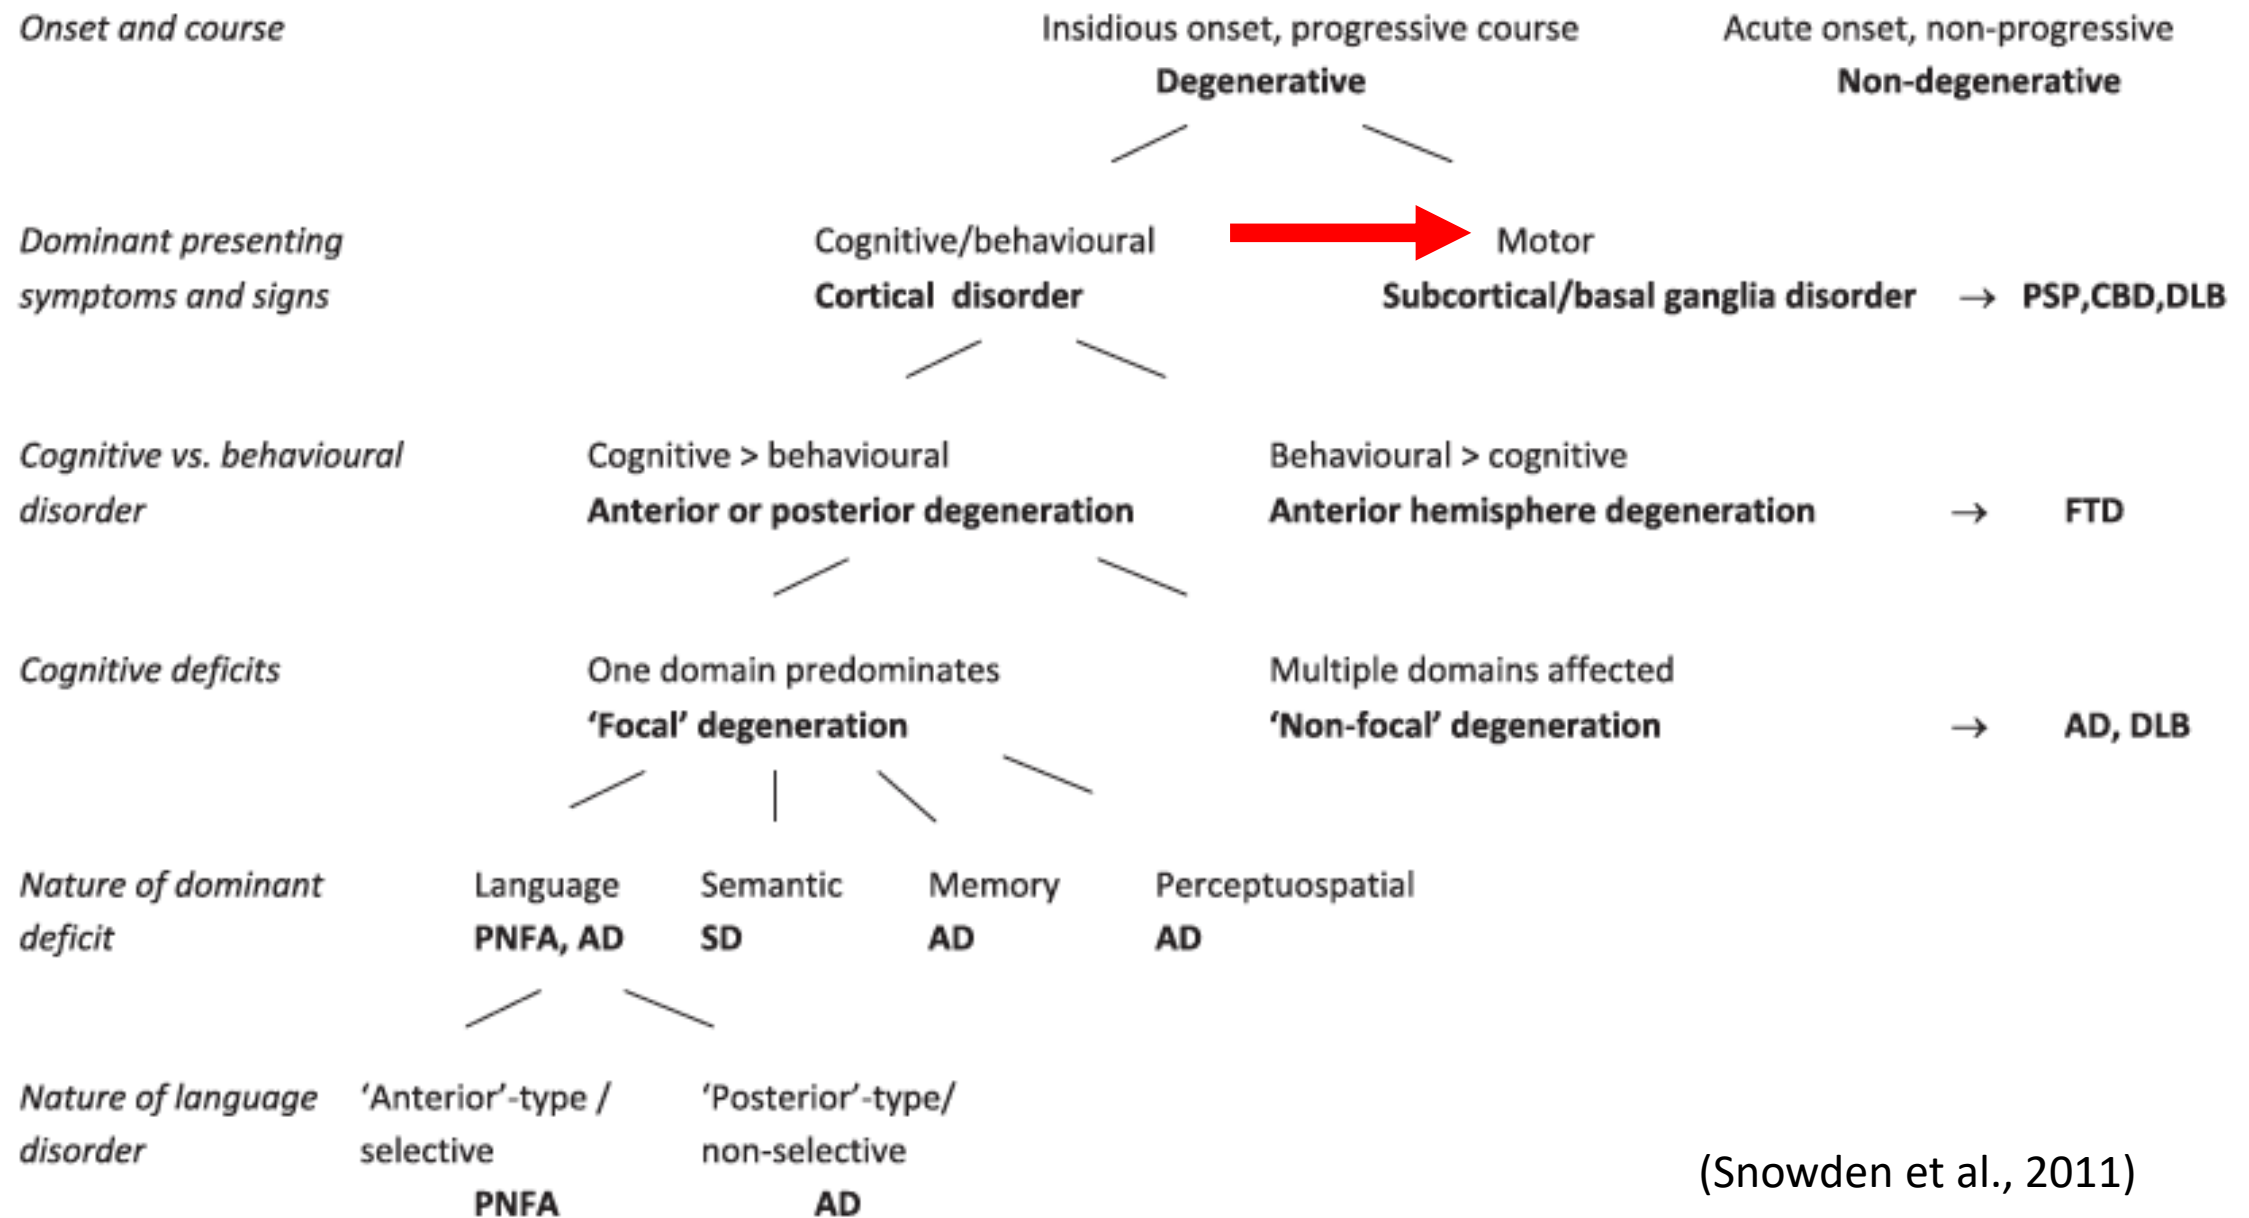 Onset and course
Insidious onset, progressive course
Acute onset, non-progressive
Degenerative
Non-degenerative
Dominant presenting
symptoms and signs
Cognitive/behavioural
Cortical disorder
Motor
Subcortical/basal ganglia disorder → PSP,CBD,DLB
Cognitive vs. behavioural
disorder
Cognitive > behavioural
Anterior or posterior degeneration
Behavioural > cognitive
Anterior hemisphere degeneration → FTD
Cognitive deficits
One domain predominates
‘Focal’ degeneration
Multiple domains affected
‘Non-focal’ degeneration → AD, DLB
Nature of dominant
deficit
Language
PNFA, AD
Semantic
SD
Memory
AD
Perceptuospatial
AD
Nature of language
disorder
‘Anterior’-type /
selective
PNFA
‘Posterior’-type/
non-selective
AD
(Snowden et al., 2011)